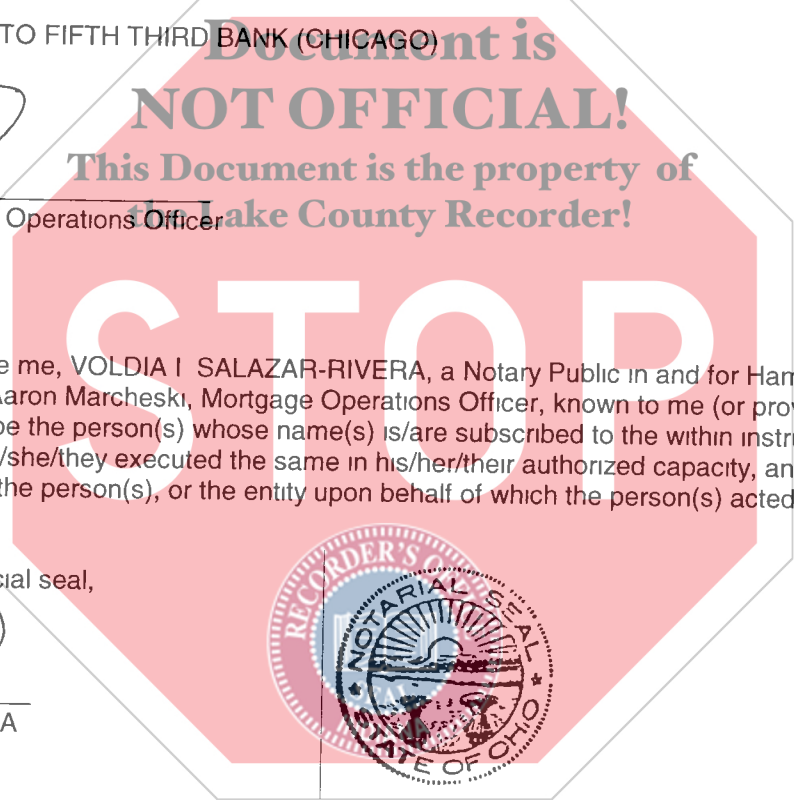 TO FIFTH THIRD BANK (CHICAGO)
Document is
NOT OFFICIAL!
This Document is the property of
the Lake County Recorder!
Operations Officer
STOP
e me, VOLDIA I SALAZAR-RIVERA, a Notary Public in and for Ham
Aaron Marcheski, Mortgage Operations Officer, known to me (or prov
be the person(s) whose name(s) is/are subscribed to the within instru
/she/they executed the same in his/her/their authorized capacity, an
the person(s), or the entity upon behalf of which the person(s) acted
cial seal,
RECORDER'S
SEAL
NOTARIAL SEAL
STATE OF OHIO
A